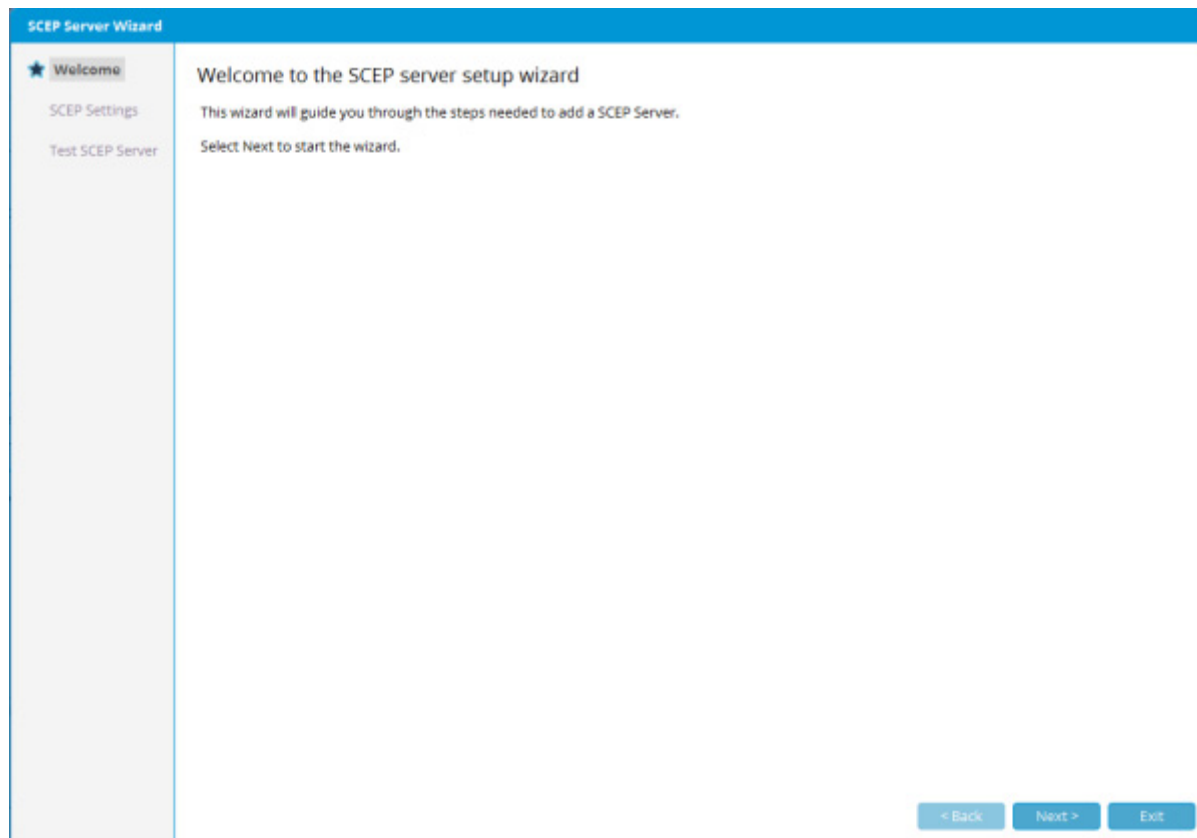 SCEP Server Wizard
Welcome
SCEP Settings
Test SCEP Server
Welcome to the SCEP server setup wizard
This wizard will guide you through the steps needed to add a SCEP Server.
Select Next to start the wizard.
< Back Next > Exit